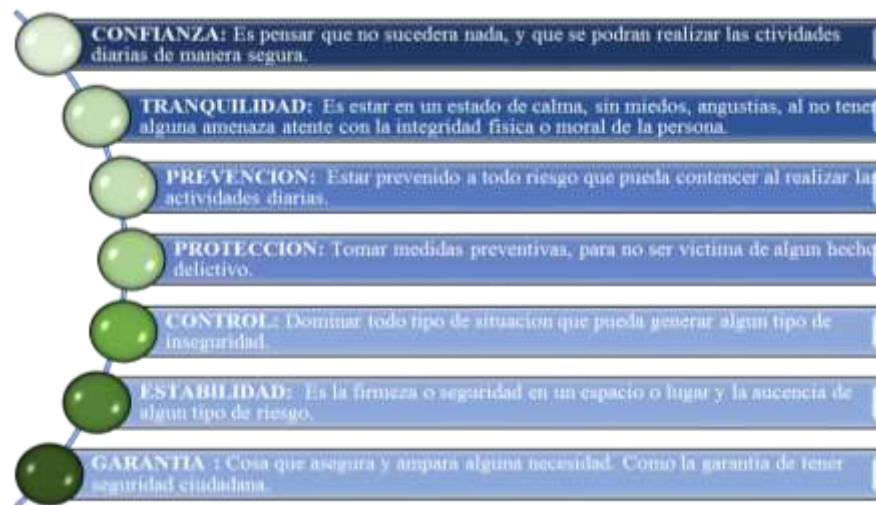 CONFIANZA: Es pensar que no sucedera nada, y que se podran realizar las ctividades
diarias de manera segura.
TRANQUILIDAD: Es estar en un estado de calma, sin miedos, angustias, al no tener
alguna amenaza atente con la integridad fisica o moral de la persona.
PREVENCION: Estar prevenido a todo riesgo que pueda contencer al realizar las
actividades diarias.
PROTECCION: Tomar medidas preventivas, para no ser victima de algun hecho
delictivo.
CONTROL: Dominar todo tipo de situacion que pueda generar algun tipo de
inseguridad.
ESTABILIDAD: Es la firmeza o seguridad en un espacio o lugar y la aucencia de
algun tipo de riesgo.
GARANTIA : Cosa que asegura y ampara alguna necesidad. Como la garantia de tener
seguridad ciudadana.